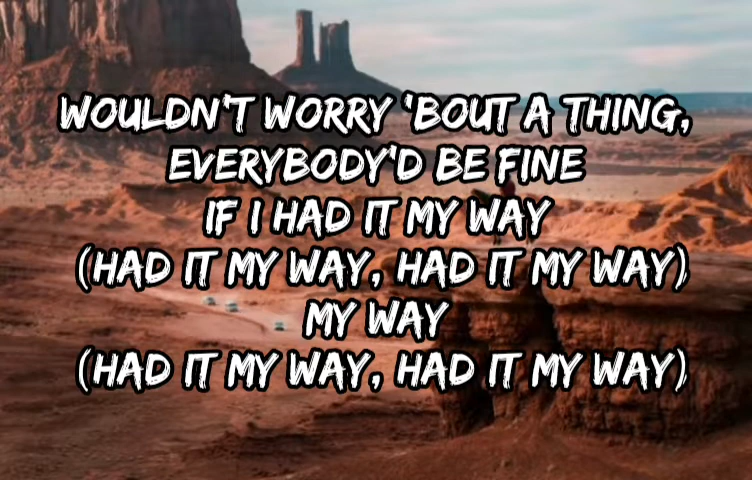 WOULDN'T WORRY 'BOUT A THING,
EVERYBODY'D BE FINE
IF I HAD IT MY WAY
(HAD IT MY WAY, HAD IT MY WAY)
MY WAY
(HAD IT MY WAY, HAD IT MY WAY)